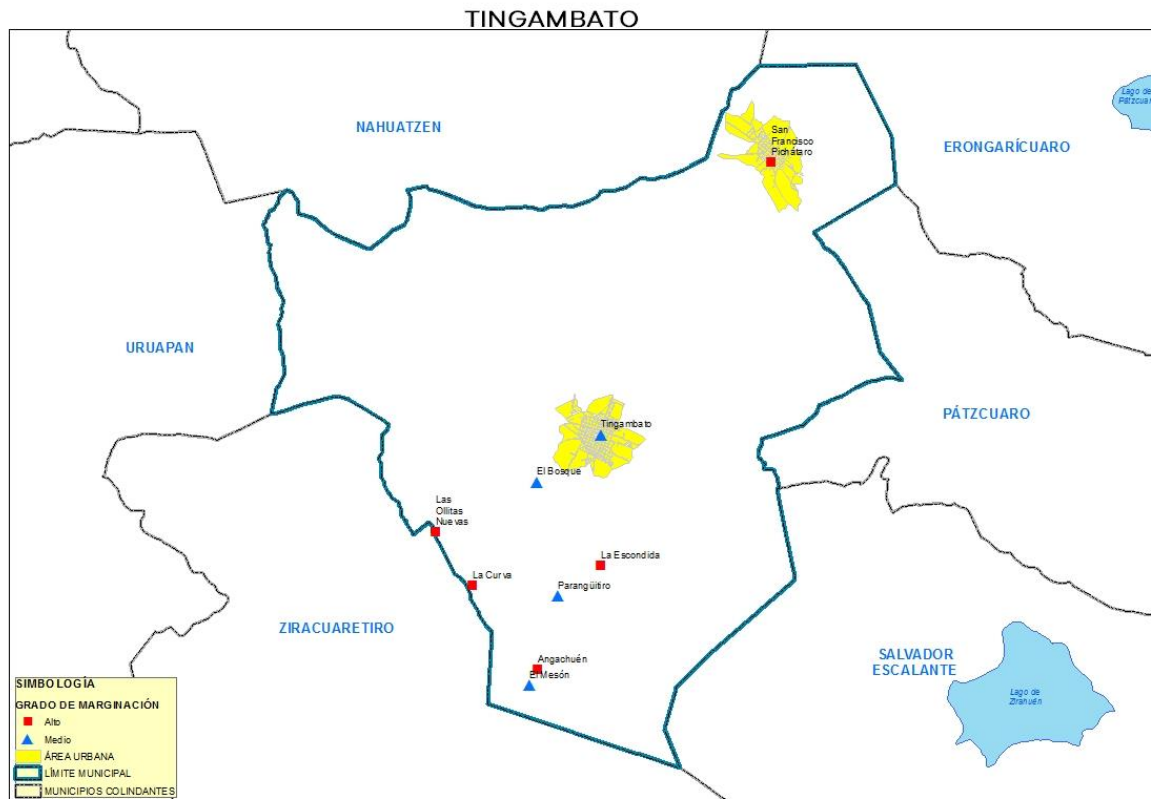 TINGAMBATO
NAHUATZEN
San
Francisco
Pichátaro
Lago de
ERONGARÍCUARO
URUAPAN
PÁTZCUARO
Tingambato
El Bosque
Las
Ollitas
Nuevas
La Escondida
La Curva
Parangüitiro
ZIRACUARETIRO
SALVADOR
ESCALANTE
Angachuén
El Mesón
Lago de
Zirahuén
SIMBOLOGÍA
GRADO DE MARGINACIÓN
Alto
Medio
ÁREA URBANA
LÍMITE MUNICIPAL
MUNICIPIOS COLINDANTES